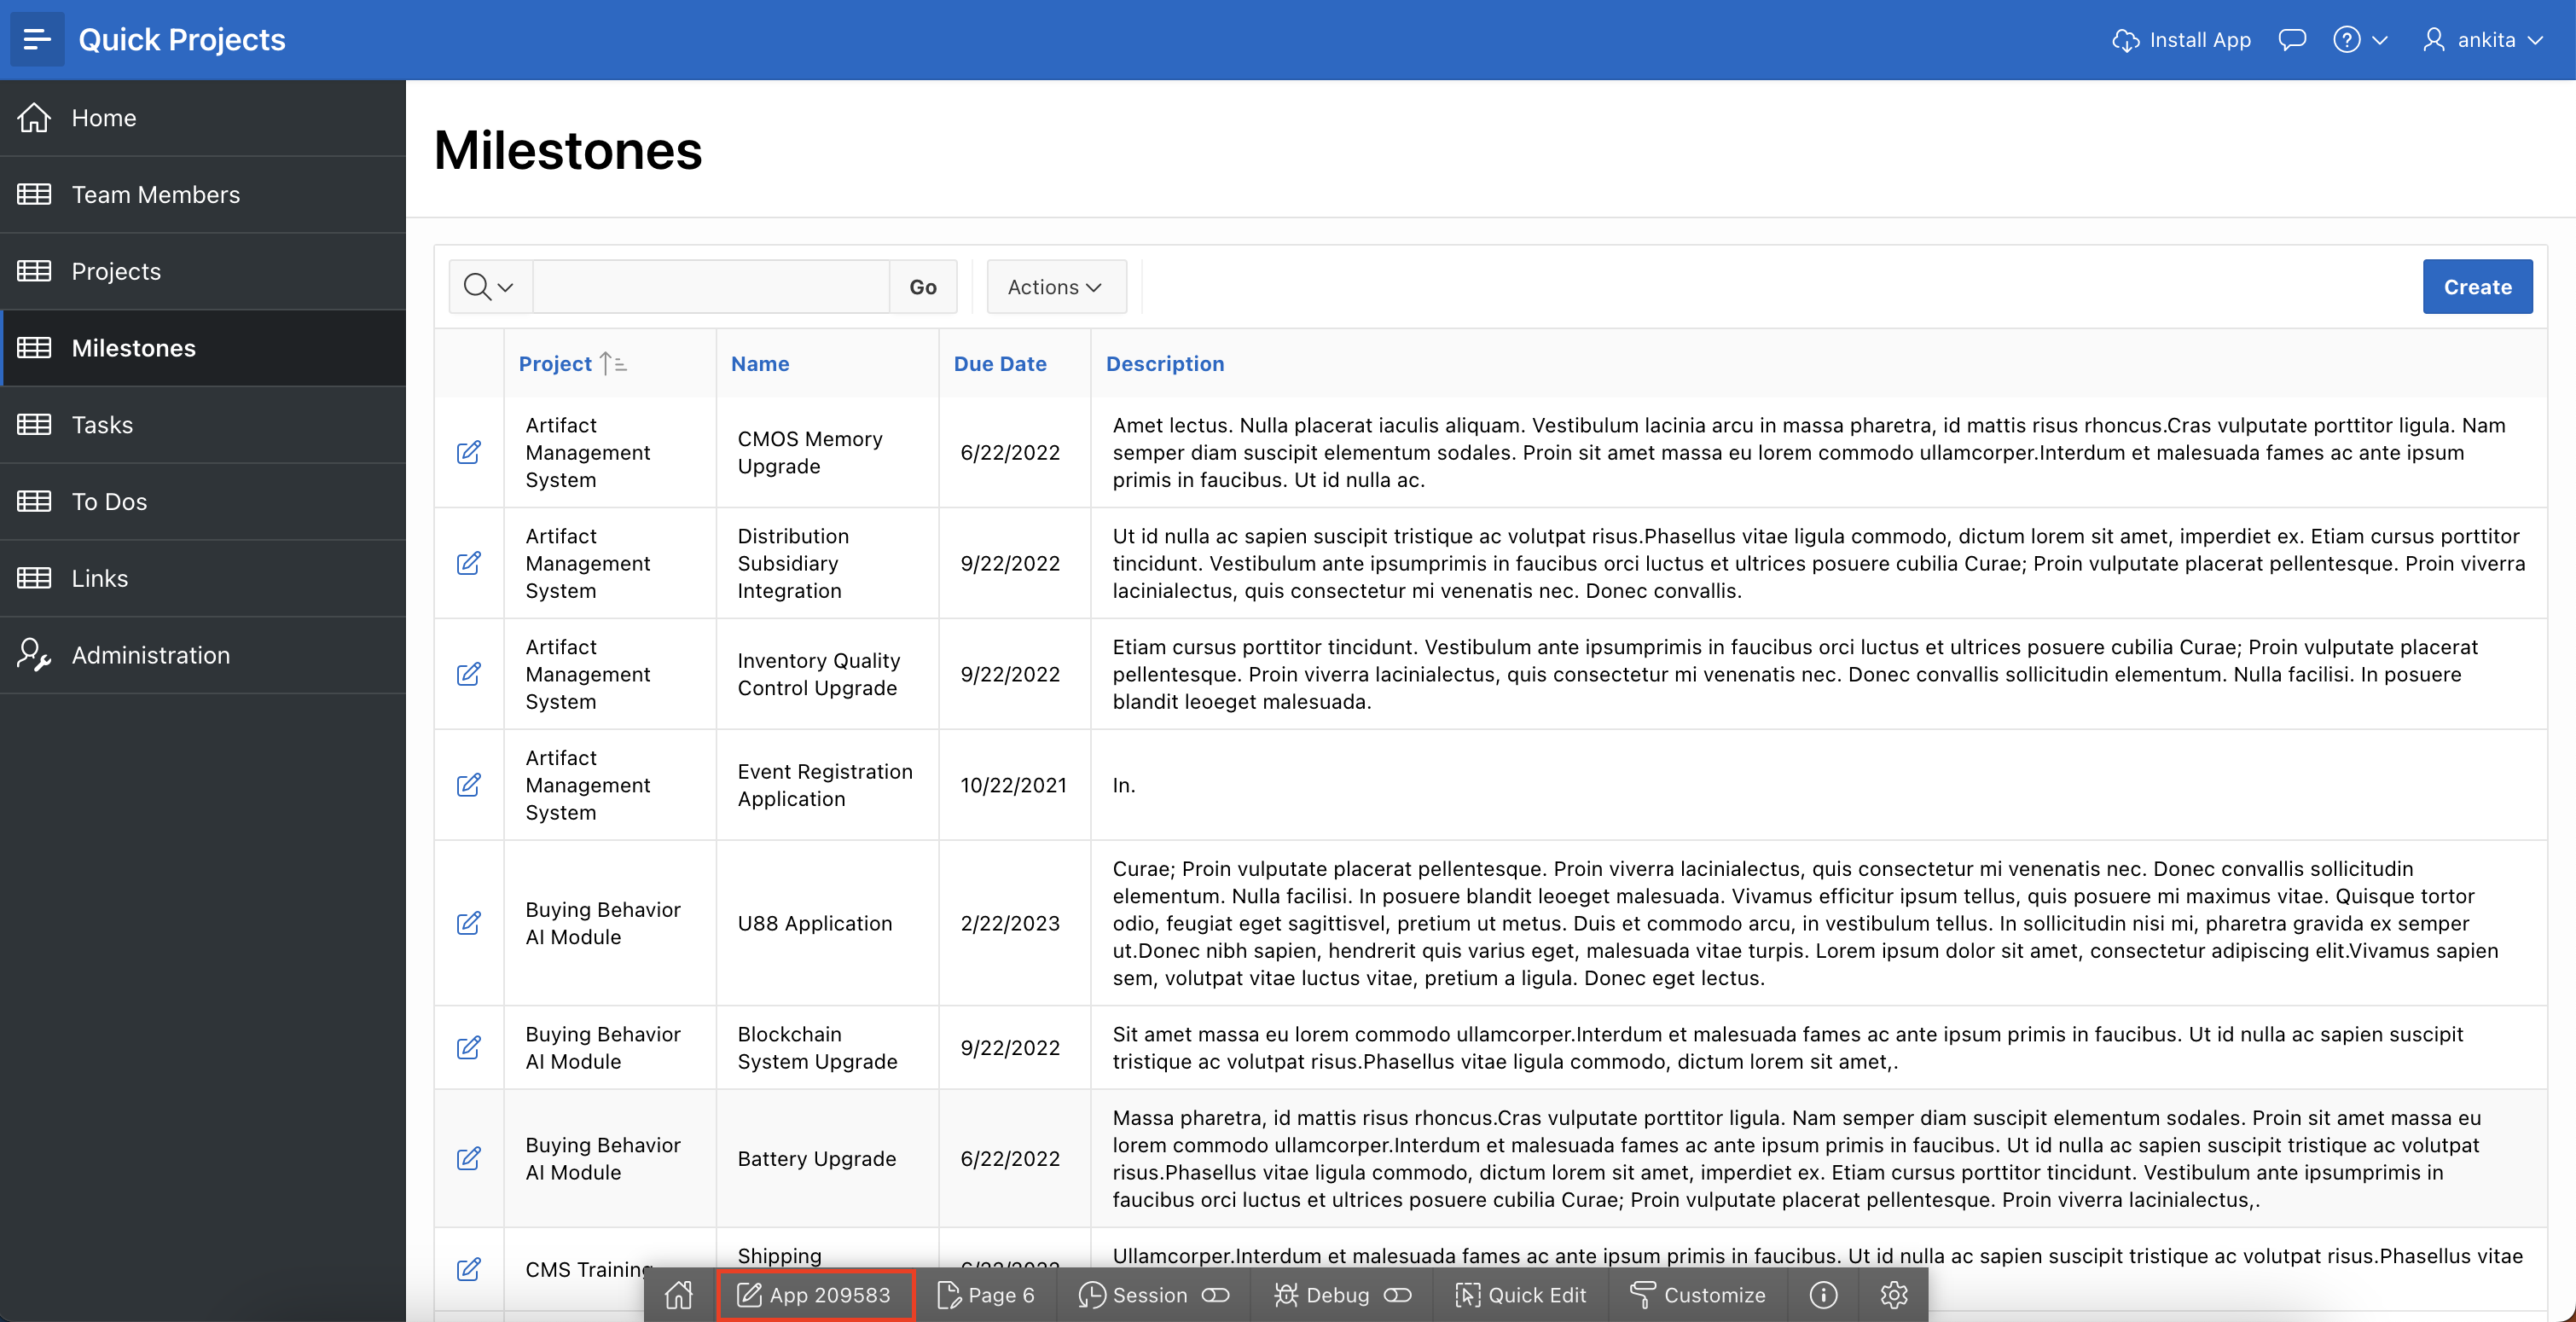 Quick Projects
Install App
ankita
Home
Team Members
Projects
Milestones
Tasks
To Dos
Links
Administration
Milestones
Go
Actions
Create
Project
Name
Due Date
Description
Artifact
Management
System
CMOS Memory
Upgrade
6/22/2022
Amet lectus. Nulla placerat iaculis aliquam. Vestibulum lacinia arcu in massa pharetra, id mattis risus rhoncus.Cras vulputate porttitor ligula. Nam
semper diam suscipit elementum sodales. Proin sit amet massa eu lorem commodo ullamcorper.Interdum et malesuada fames ac ante ipsum
primis in faucibus. Ut id nulla ac.
Artifact
Management
System
Distribution
Subsidiary
Integration
9/22/2022
Ut id nulla ac sapien suscipit tristique ac volutpat risus.Phasellus vitae ligula commodo, dictum lorem sit amet, imperdiet ex. Etiam cursus porttitor
tincidunt. Vestibulum ante ipsumprimis in faucibus orci luctus et ultrices posuere cubilia Curae; Proin vulputate placerat pellentesque. Proin viverra
lacinialectus, quis consectetur mi venenatis nec. Donec convallis.
Artifact
Management
System
Inventory Quality
Control Upgrade
9/22/2022
Etiam cursus porttitor tincidunt. Vestibulum ante ipsumprimis in faucibus orci luctus et ultrices posuere cubilia Curae; Proin vulputate placerat
pellentesque. Proin viverra lacinialectus, quis consectetur mi venenatis nec. Donec convallis sollicitudin elementum. Nulla facilisi. In posuere
blandit leoeget malesuada.
Artifact
Management
System
Event Registration
Application
10/22/2021
In.
Buying Behavior
AI Module
U88 Application
2/22/2023
Curae; Proin vulputate placerat pellentesque. Proin viverra lacinialectus, quis consectetur mi venenatis nec. Donec convallis sollicitudin
elementum. Nulla facilisi. In posuere blandit leoeget malesuada. Vivamus efficitur ipsum tellus, quis posuere mi maximus vitae. Quisque tortor
odio, feugiat eget sagittisvel, pretium ut metus. Duis et commodo arcu, in vestibulum tellus. In sollicitudin nisi mi, pharetra gravida ex semper
ut.Donec nibh sapien, hendrerit quis varius eget, malesuada vitae turpis. Lorem ipsum dolor sit amet, consectetur adipiscing elit.Vivamus sapien
sem, volutpat vitae luctus vitae, pretium a ligula. Donec eget lectus.
Buying Behavior
AI Module
Blockchain
System Upgrade
9/22/2022
Sit amet massa eu lorem commodo ullamcorper.Interdum et malesuada fames ac ante ipsum primis in faucibus. Ut id nulla ac sapien suscipit
tristique ac volutpat risus.Phasellus vitae ligula commodo, dictum lorem sit amet,.
Buying Behavior
AI Module
Battery Upgrade
6/22/2022
Massa pharetra, id mattis risus rhoncus.Cras vulputate porttitor ligula. Nam semper diam suscipit elementum sodales. Proin sit amet massa eu
lorem commodo ullamcorper.Interdum et malesuada fames ac ante ipsum primis in faucibus. Ut id nulla ac sapien suscipit tristique ac volutpat
risus.Phasellus vitae ligula commodo, dictum lorem sit amet, imperdiet ex. Etiam cursus porttitor tincidunt. Vestibulum ante ipsumprimis in
faucibus orci luctus et ultrices posuere cubilia Curae; Proin vulputate placerat pellentesque. Proin viverra lacinialectus,.
CMS Training
Shipping
Ullamcorper.Interdum et malesuada fames ac ante ipsum primis in faucibus. Ut id nulla ac sapien suscipit tristique ac volutpat risus.Phasellus vitae
App 209583
Page 6
Session
Debug
Quick Edit
Customize